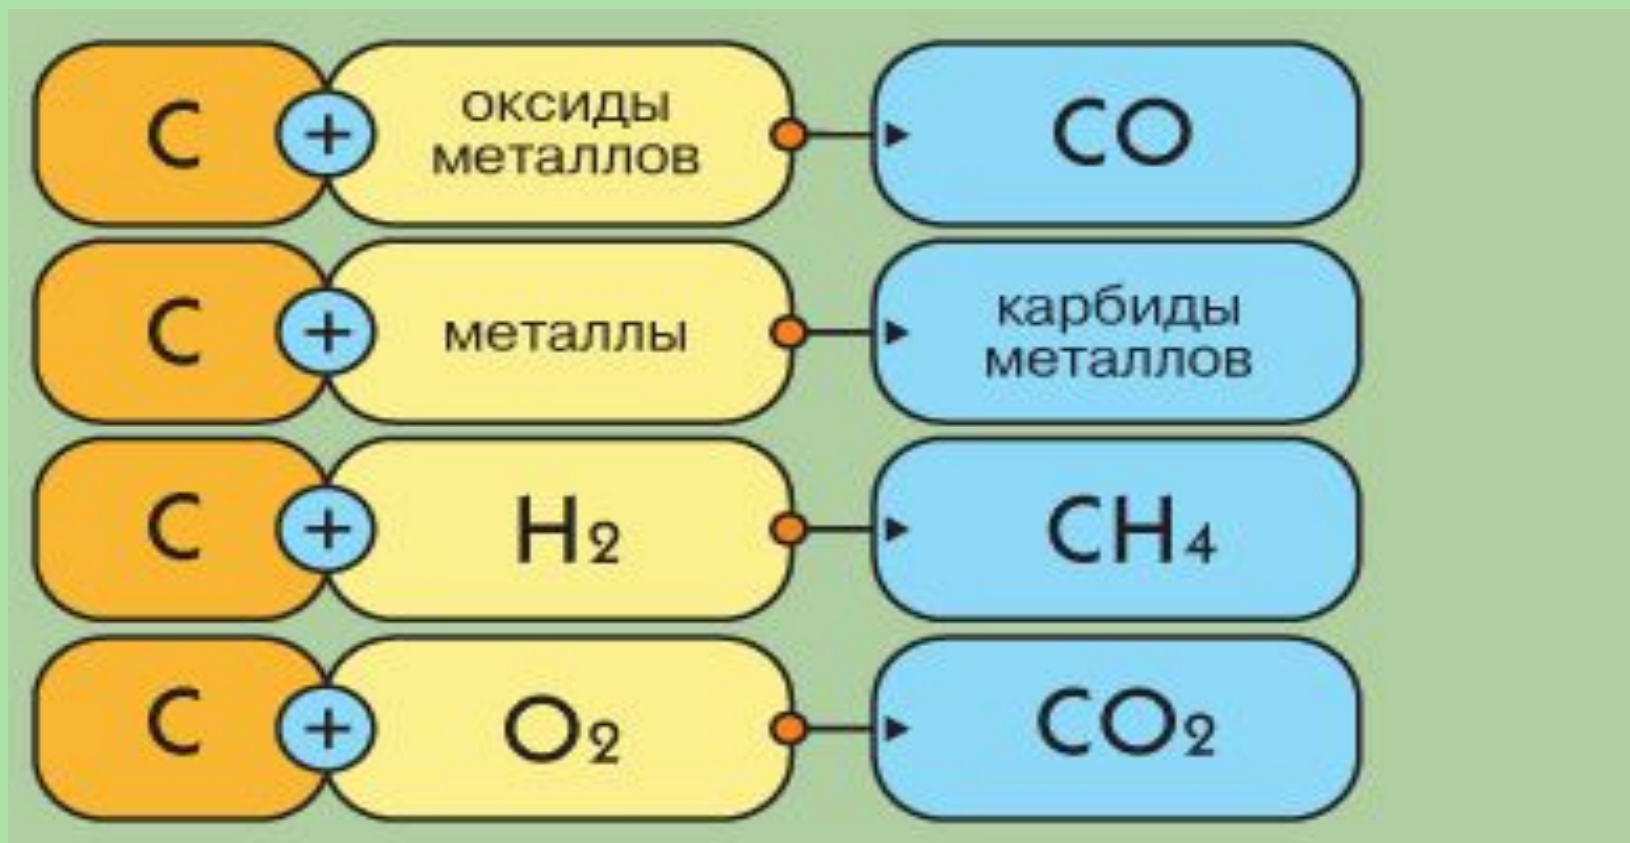 C + оксиды металлов CO
C + металлы карбиды металлов
C + H₂ CH₄
C + O₂ CO₂